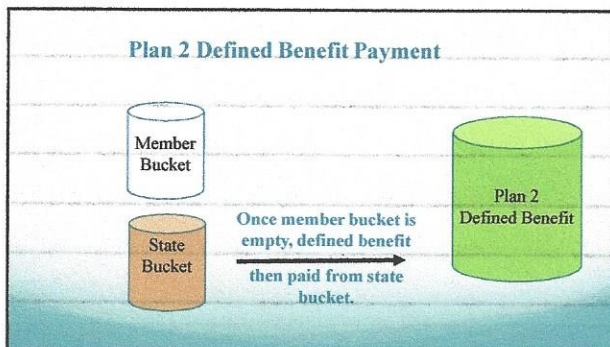 Plan 2 Defined Benefit Payment
Member
Bucket
State
Bucket
Once member bucket is
empty, defined benefit
then paid from state
bucket.
Plan 2
Defined Benefit